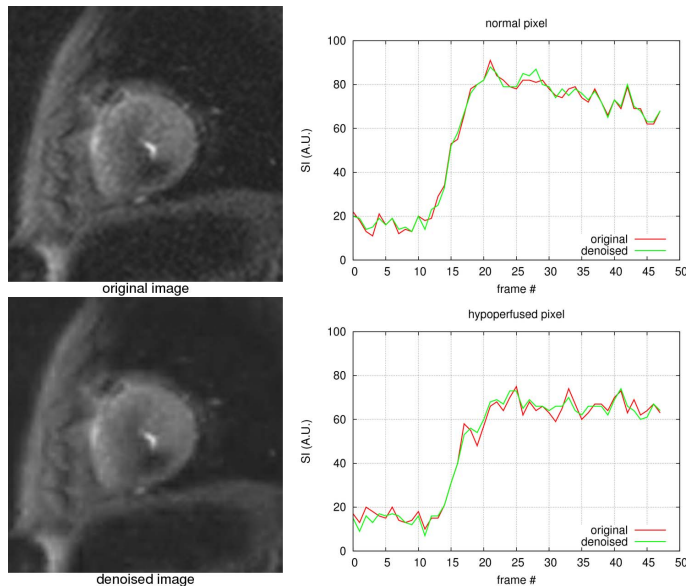 original image
normal pixel
SI (A.U.)
100
80
60
40
20
0
0 5 10 15 20 25 30 35 40 45 50
frame #
original
denoised
denoised image
hypoperfused pixel
SI (A.U.)
100
80
60
40
20
0
0 5 10 15 20 25 30 35 40 45 50
frame #
original
denoised